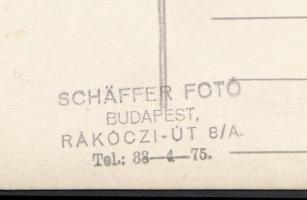 SCHÄFFER FOTÓ
BUDAPEST,
RÁKÓCZI-ÚT 8/A.
Tel.: 33-4-75.